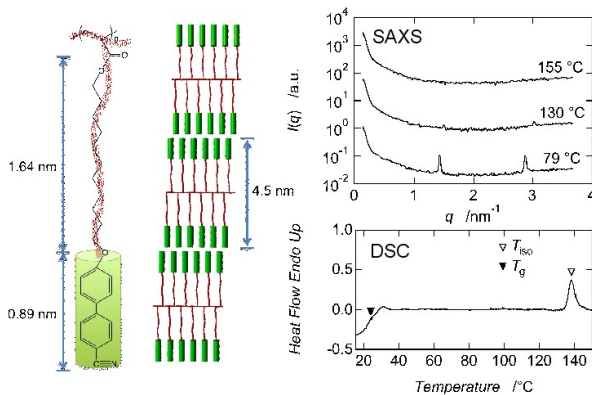 n
O
O
1.64 nm
O
0.89 nm
C≡N
4.5 nm
SAXS
10⁴
10³
10²
10¹
10⁰
10⁻¹
10⁻²
I(q) /a.u.
155 °C
130 °C
79 °C
0 1 2 3 4
q /nm⁻¹
DSC
▽ T_iso
▼ T_g
1.0
0.5
0.0
-0.5
Heat Flow Endo Up
20 40 60 80 100 120 140
Temperature /°C